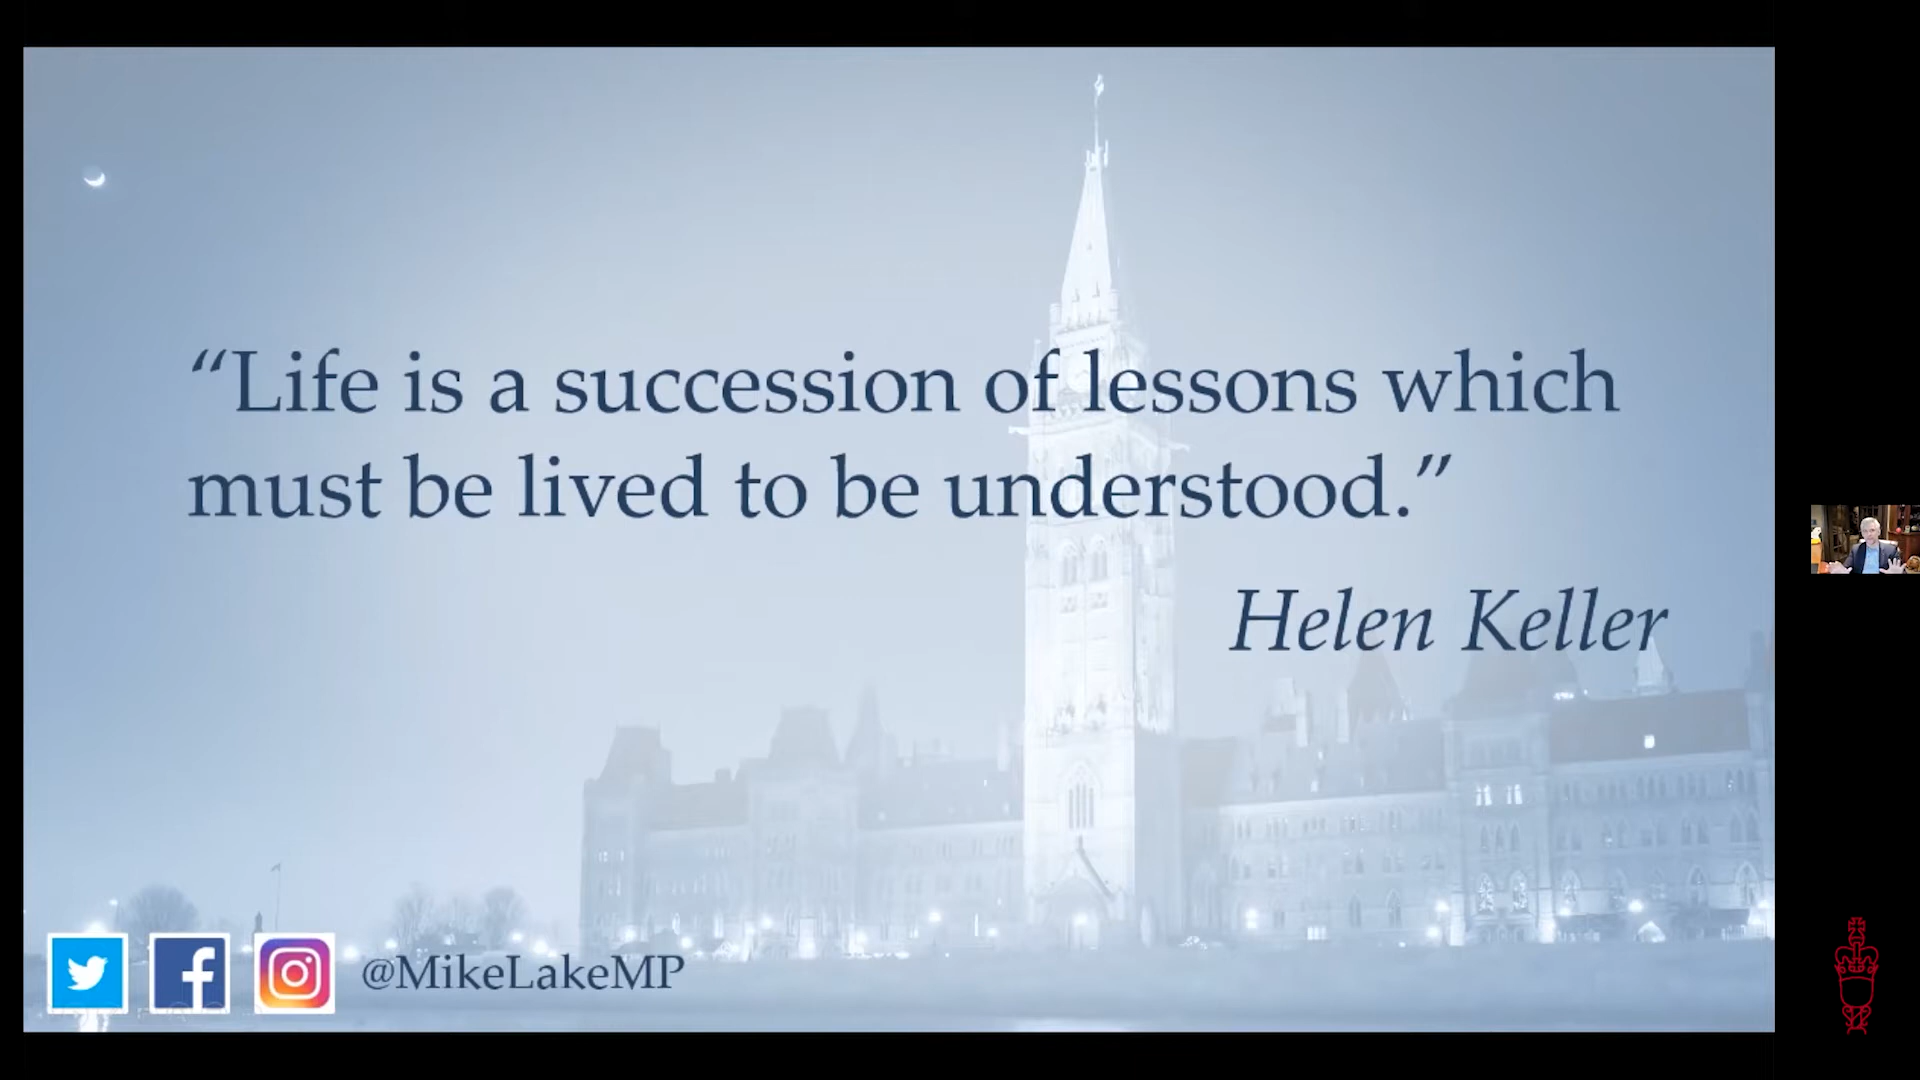 “Life is a succession of lessons which
must be lived to be understood.”
Helen Keller
@MikeLakeMP